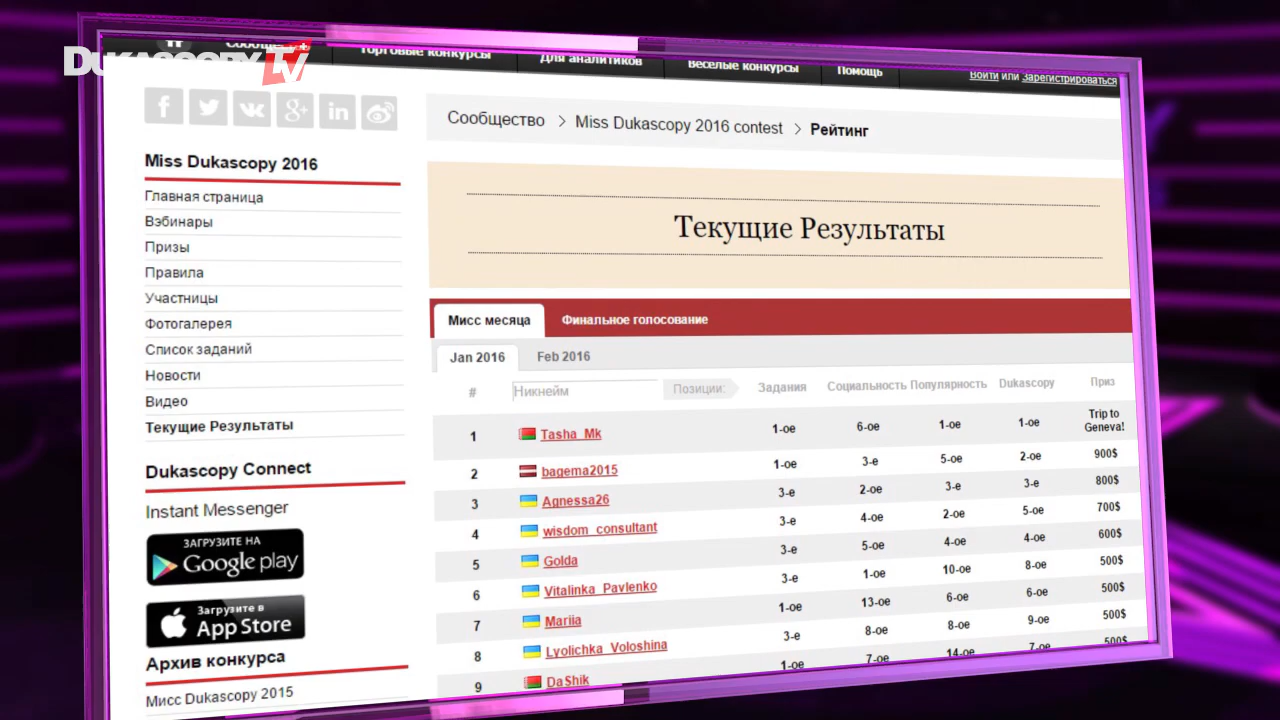 DUKASCOPY TV
Сообщество
Торговые конкурсы
Для аналитиков
Веселые конкурсы
Помощь
Войти или Зарегистрироваться
Сообщество > Miss Dukascopy 2016 contest > Рейтинг
Miss Dukascopy 2016
Главная страница
Вэбинары
Призы
Правила
Участницы
Фотогалерея
Список заданий
Новости
Видео
Текущие Результаты
Dukascopy Connect
Instant Messenger
ЗАГРУЗИТЕ НА
Google play
Загрузите в
App Store
Архив конкурса
Мисс Dukascopy 2015
Текущие Результаты
Мисс месяца Финальное голосование
Jan 2016 Feb 2016
# Никнейм Позиции: Задания Социальность Популярность Dukascopy Приз
1 Tasha_Mk 1-ое 6-ое 1-ое 1-ое Trip to Geneva!
2 bagema2015 1-ое 3-е 5-ое 2-ое 900$
3 Agnessa26 3-е 2-ое 3-е 3-е 800$
4 wisdom_consultant 3-е 4-ое 2-ое 5-ое 700$
5 Golda 3-е 5-ое 4-ое 4-ое 600$
6 Vitalinka_Pavlenko 3-е 1-ое 10-ое 8-ое 500$
7 Mariia 1-ое 13-ое 6-ое 6-ое 500$
8 Lyolichka_Voloshina 3-е 8-ое 8-ое 9-ое 500$
9 DaShik 1-ое 7-ое 14-ое 7-ое 500$